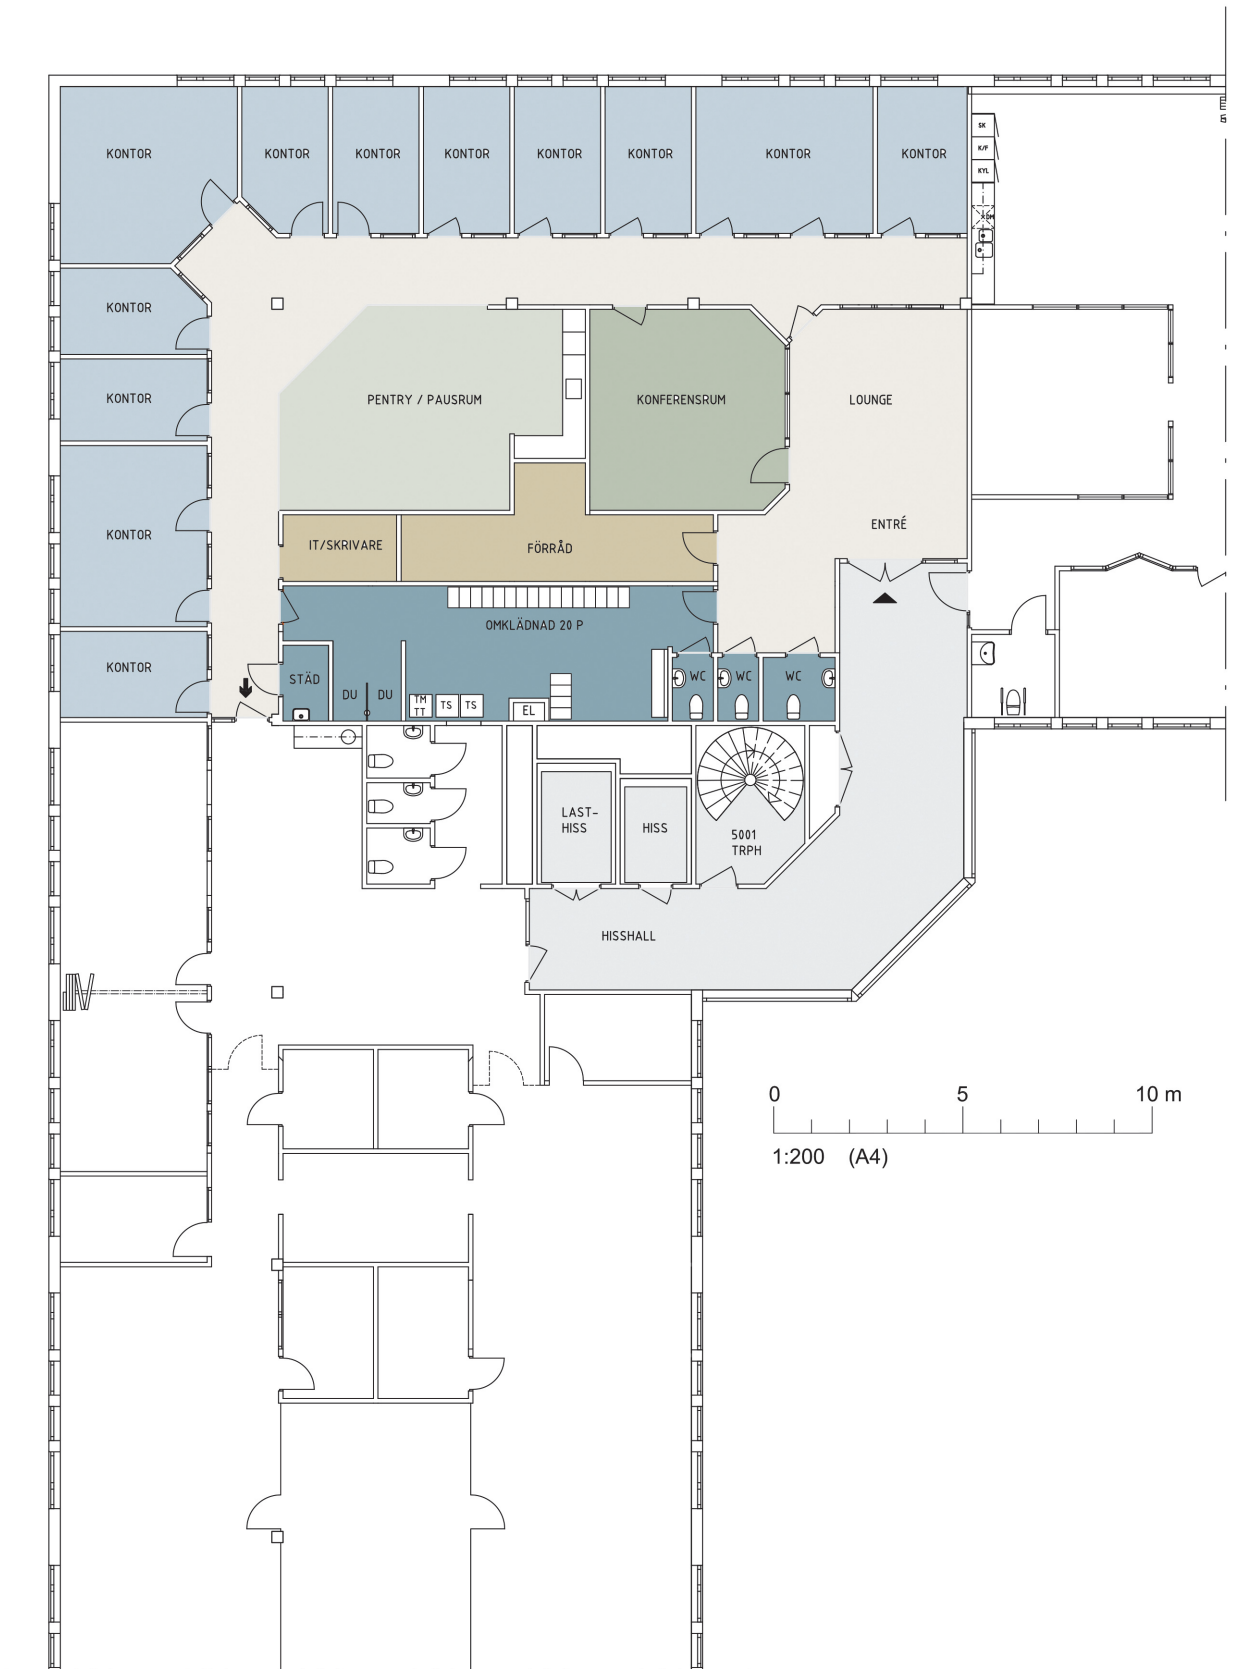 SK
K/F
KYL
DM
KONTOR
KONTOR
KONTOR
KONTOR
KONTOR
KONTOR
KONTOR
KONTOR
KONTOR
KONTOR
KONTOR
KONTOR
PENTRY / PAUSRUM
KONFERENSRUM
LOUNGE
ENTRÉ
IT/SKRIVARE
FÖRRÅD
OMKLÄDNAD 20 P
STÄD
DU
DU
TM
TT
TS
TS
EL
WC
WC
WC
LAST-
HISS
HISS
5001
TRPH
HISSHALL
0 5 10 m
1:200 (A4)